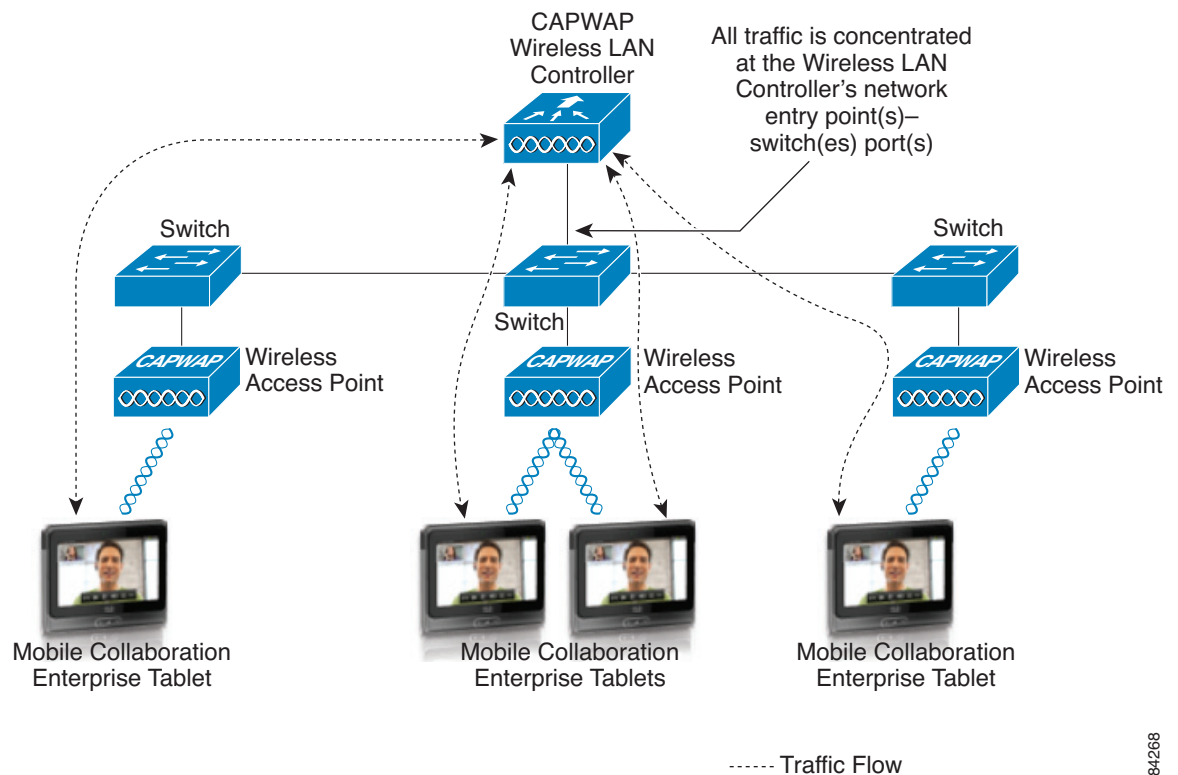 CAPWAP
Wireless LAN
Controller
All traffic is concentrated
at the Wireless LAN
Controller's network
entry point(s)–
switch(es) port(s)
Switch
Switch
Switch
CAPWAP
Wireless
Access Point
CAPWAP
Wireless
Access Point
CAPWAP
Wireless
Access Point
Mobile Collaboration
Enterprise Tablet
Mobile Collaboration
Enterprise Tablets
Mobile Collaboration
Enterprise Tablet
Traffic Flow
84268